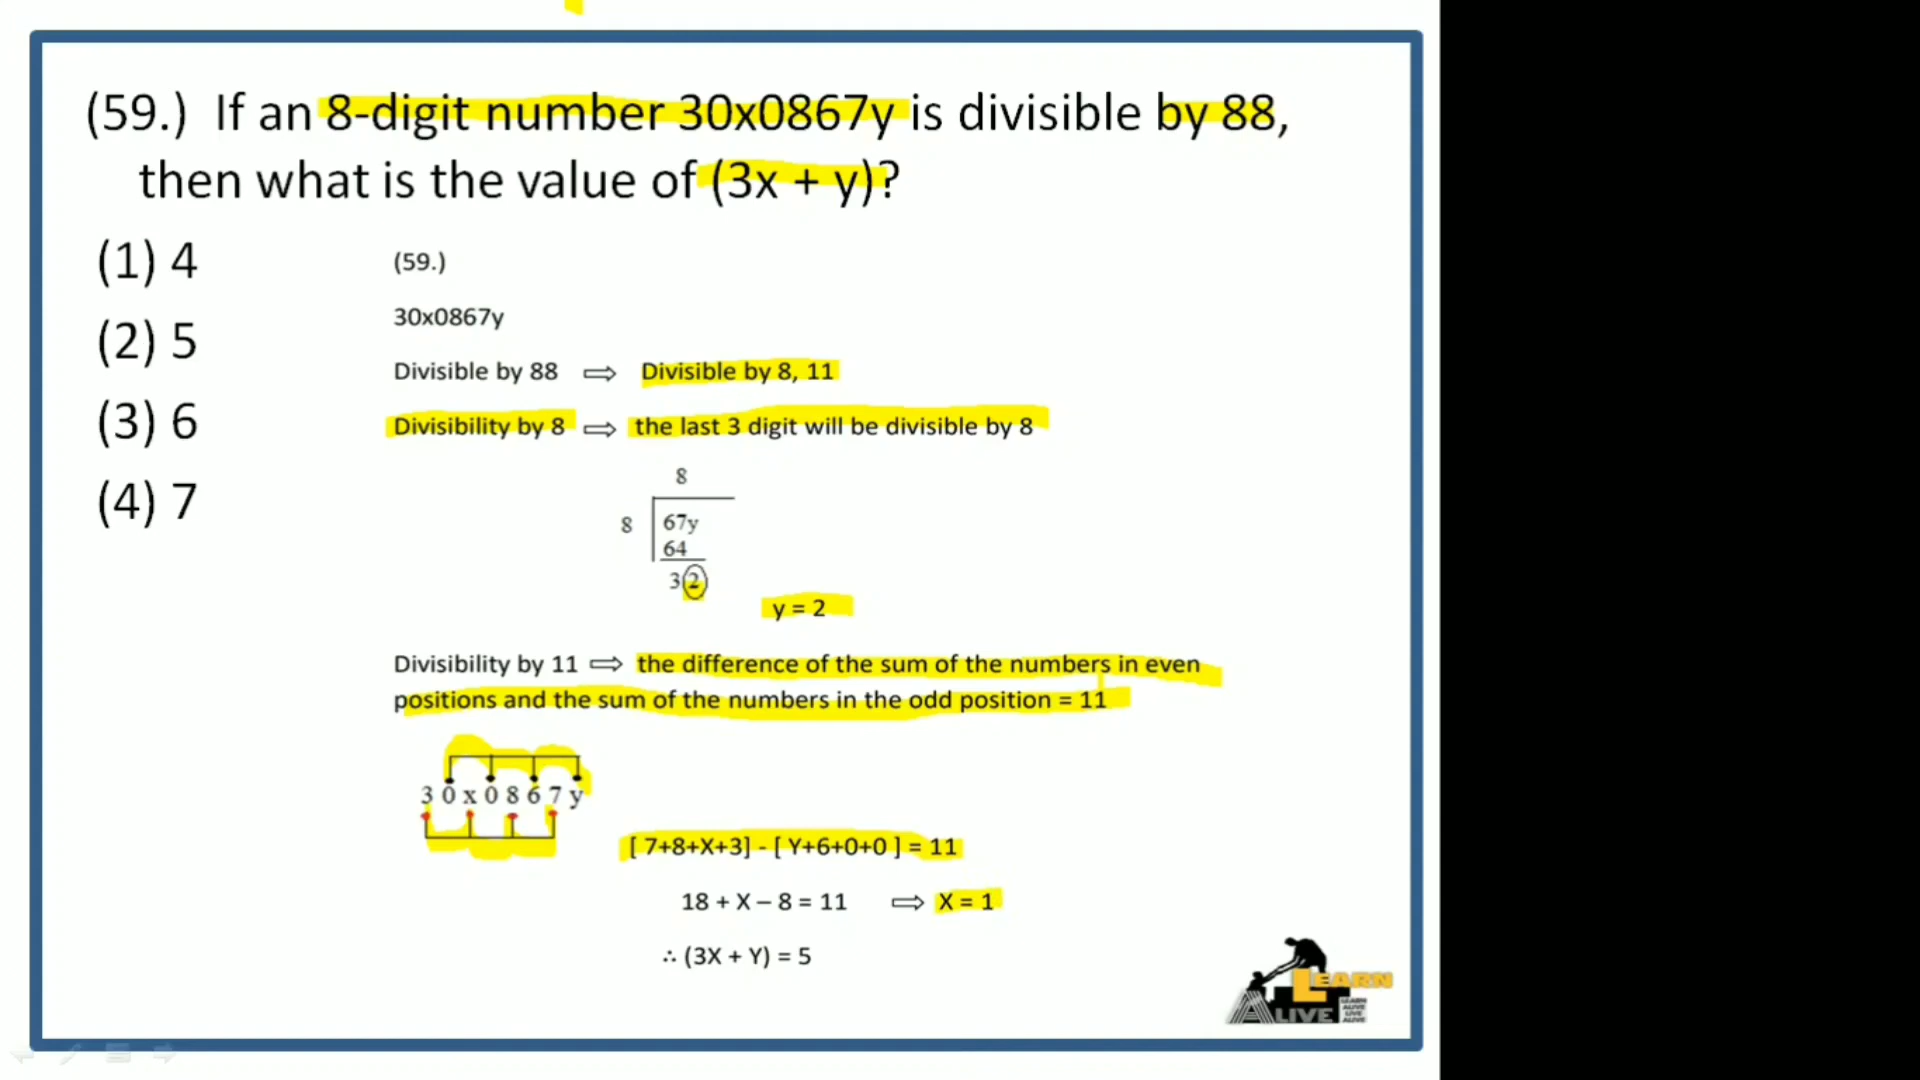 (59.) If an 8-digit number 30x0867y is divisible by 88,
then what is the value of (3x + y)?
(1) 4
(2) 5
(3) 6
(4) 7
(59.)
30x0867y
Divisible by 88 ⇨ Divisible by 8, 11
Divisibility by 8 ⇨ the last 3 digit will be divisible by 8
8
8 67y
64
32
y = 2
Divisibility by 11 ⇨ the difference of the sum of the numbers in even
positions and the sum of the numbers in the odd position = 11
3 0 x 0 8 6 7 y
[ 7+8+X+3] - [ Y+6+0+0 ] = 11
18 + X – 8 = 11 ⇨ X = 1
∴ (3X + Y) = 5
LEARN
ALIVE